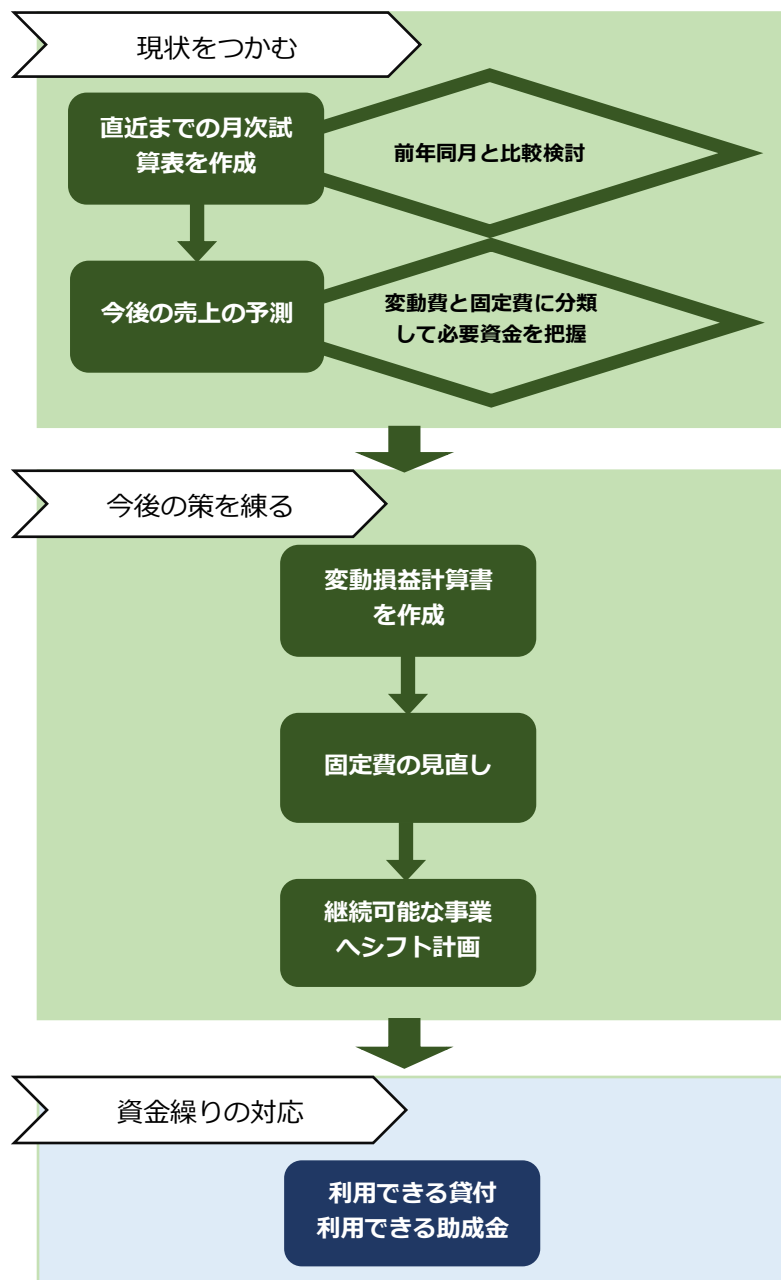 現状をつかむ
直近までの月次試
算表を作成
前年同月と比較検討
今後の売上の予測
変動費と固定費に分類
して必要資金を把握
今後の策を練る
変動損益計算書
を作成
固定費の見直し
継続可能な事業
へシフト計画
資金繰りの対応
利用できる貸付
利用できる助成金